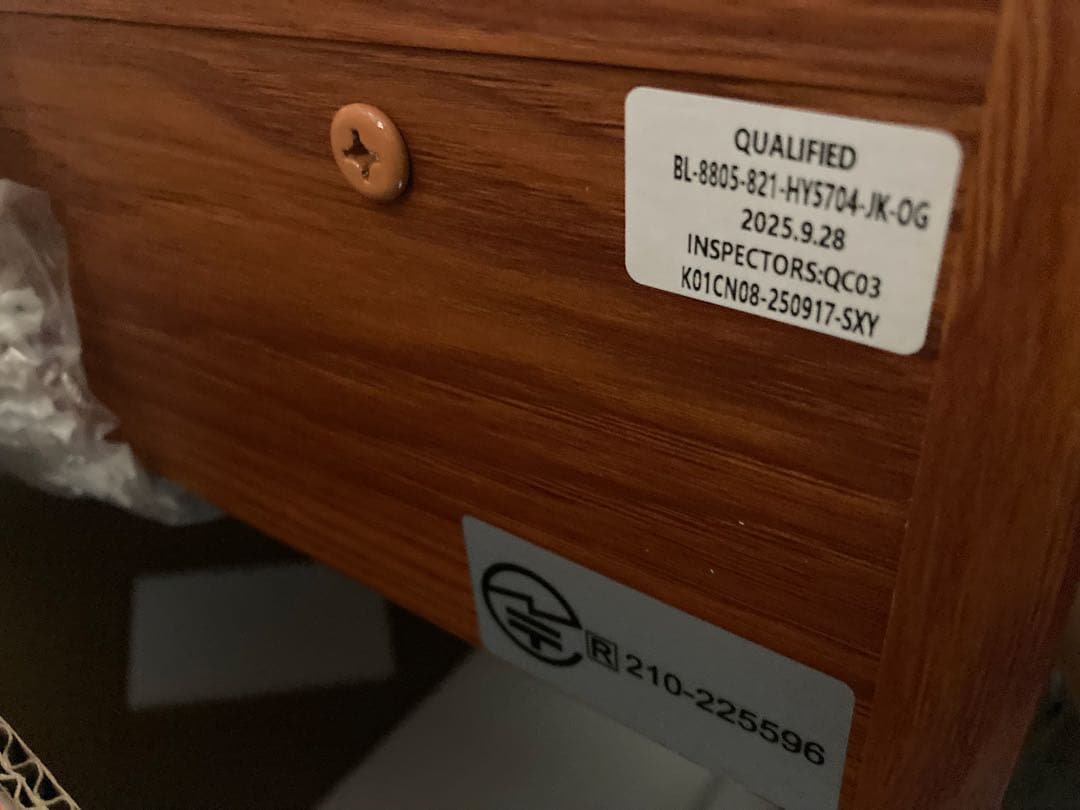 QUALIFIED
BL-8805-821-HY5704-JK-OG
2025.9.28
INSPECTORS:QC03
K01CN08-250917-SXY
R 210-225596